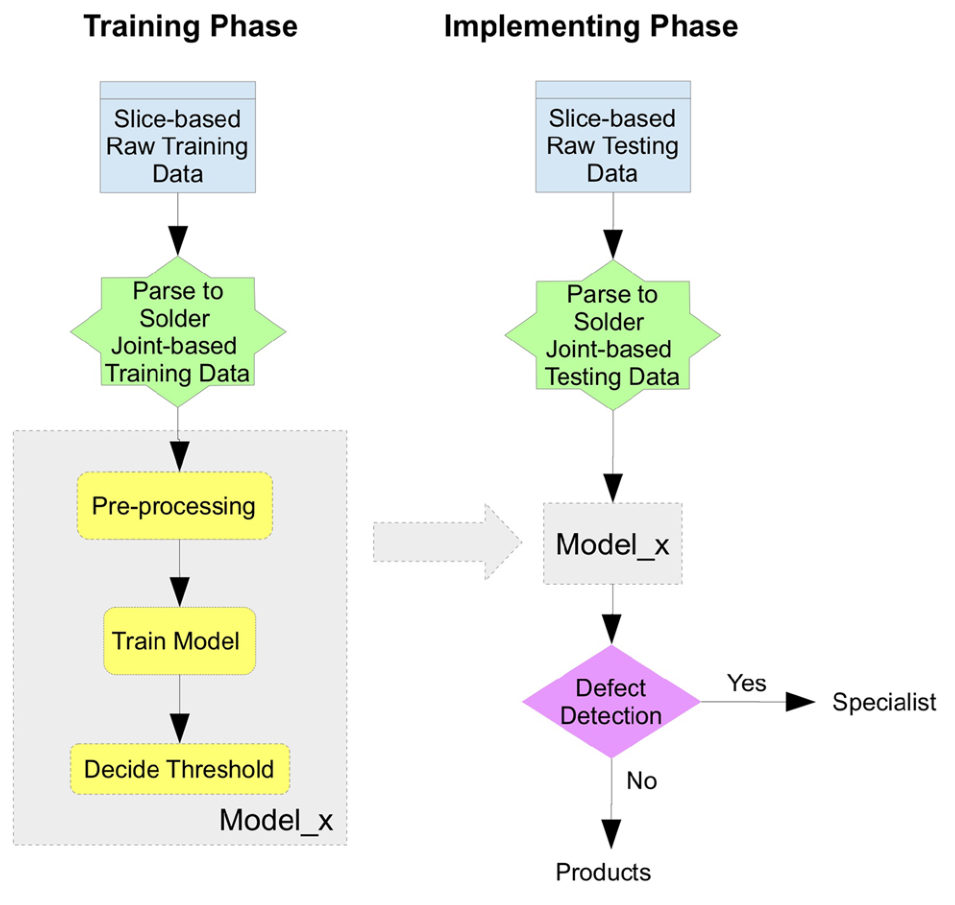 Training Phase
Implementing Phase
Slice-based
Raw Training
Data
Slice-based
Raw Testing
Data
Parse to
Solder
Joint-based
Training Data
Parse to
Solder
Joint-based
Testing Data
Pre-processing
Train Model
Decide Threshold
Model_x
Model_x
Defect
Detection
Yes
Specialist
No
Products